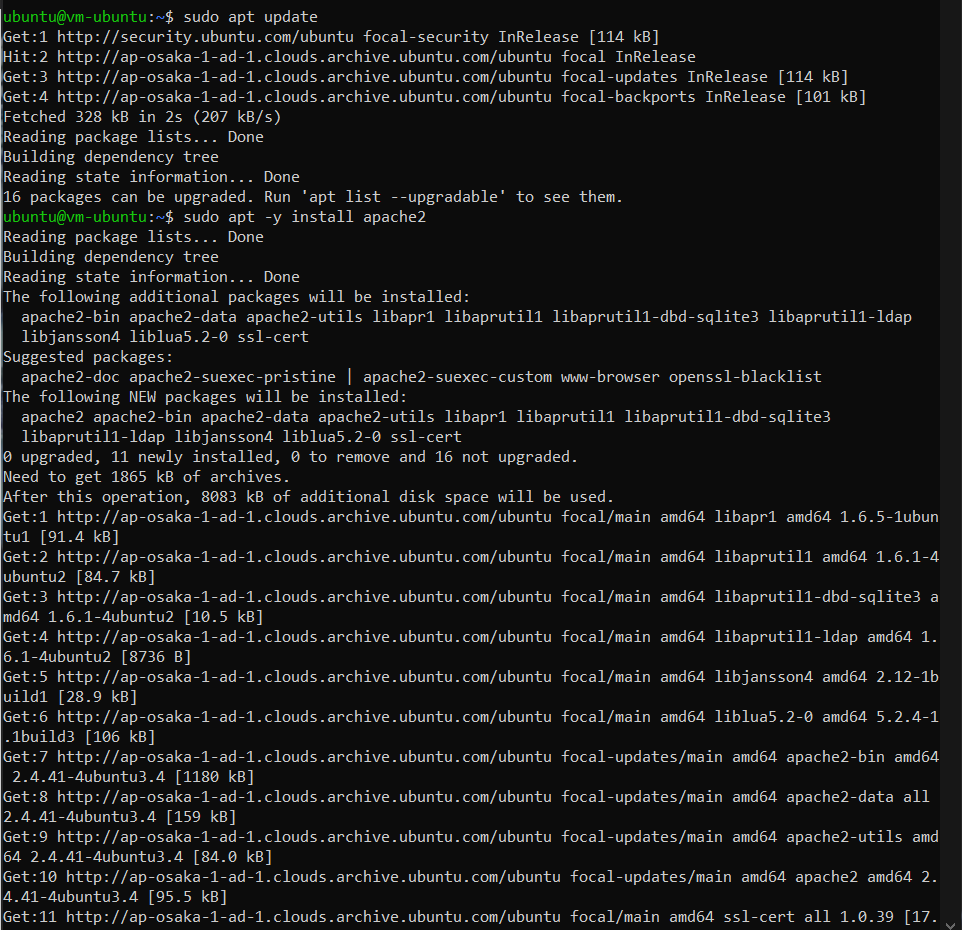 ubuntu@vm-ubuntu:~$ sudo apt update
Get:1 http://security.ubuntu.com/ubuntu focal-security InRelease [114 kB]
Hit:2 http://ap-osaka-1-ad-1.clouds.archive.ubuntu.com/ubuntu focal InRelease
Get:3 http://ap-osaka-1-ad-1.clouds.archive.ubuntu.com/ubuntu focal-updates InRelease [114 kB]
Get:4 http://ap-osaka-1-ad-1.clouds.archive.ubuntu.com/ubuntu focal-backports InRelease [101 kB]
Fetched 328 kB in 2s (207 kB/s)
Reading package lists... Done
Building dependency tree
Reading state information... Done
16 packages can be upgraded. Run 'apt list --upgradable' to see them.
ubuntu@vm-ubuntu:~$ sudo apt -y install apache2
Reading package lists... Done
Building dependency tree
Reading state information... Done
The following additional packages will be installed:
  apache2-bin apache2-data apache2-utils libapr1 libaprutil1 libaprutil1-dbd-sqlite3 libaprutil1-ldap
  libjansson4 liblua5.2-0 ssl-cert
Suggested packages:
  apache2-doc apache2-suexec-pristine | apache2-suexec-custom www-browser openssl-blacklist
The following NEW packages will be installed:
  apache2 apache2-bin apache2-data apache2-utils libapr1 libaprutil1 libaprutil1-dbd-sqlite3
  libaprutil1-ldap libjansson4 liblua5.2-0 ssl-cert
0 upgraded, 11 newly installed, 0 to remove and 16 not upgraded.
Need to get 1865 kB of archives.
After this operation, 8083 kB of additional disk space will be used.
Get:1 http://ap-osaka-1-ad-1.clouds.archive.ubuntu.com/ubuntu focal/main amd64 libapr1 amd64 1.6.5-1ubun
tu1 [91.4 kB]
Get:2 http://ap-osaka-1-ad-1.clouds.archive.ubuntu.com/ubuntu focal/main amd64 libaprutil1 amd64 1.6.1-4
ubuntu2 [84.7 kB]
Get:3 http://ap-osaka-1-ad-1.clouds.archive.ubuntu.com/ubuntu focal/main amd64 libaprutil1-dbd-sqlite3 a
md64 1.6.1-4ubuntu2 [10.5 kB]
Get:4 http://ap-osaka-1-ad-1.clouds.archive.ubuntu.com/ubuntu focal/main amd64 libaprutil1-ldap amd64 1.
6.1-4ubuntu2 [8736 B]
Get:5 http://ap-osaka-1-ad-1.clouds.archive.ubuntu.com/ubuntu focal/main amd64 libjansson4 amd64 2.12-1b
uild1 [28.9 kB]
Get:6 http://ap-osaka-1-ad-1.clouds.archive.ubuntu.com/ubuntu focal/main amd64 liblua5.2-0 amd64 5.2.4-1
.1build3 [106 kB]
Get:7 http://ap-osaka-1-ad-1.clouds.archive.ubuntu.com/ubuntu focal-updates/main amd64 apache2-bin amd64
 2.4.41-4ubuntu3.4 [1180 kB]
Get:8 http://ap-osaka-1-ad-1.clouds.archive.ubuntu.com/ubuntu focal-updates/main amd64 apache2-data all
2.4.41-4ubuntu3.4 [159 kB]
Get:9 http://ap-osaka-1-ad-1.clouds.archive.ubuntu.com/ubuntu focal-updates/main amd64 apache2-utils amd
64 2.4.41-4ubuntu3.4 [84.0 kB]
Get:10 http://ap-osaka-1-ad-1.clouds.archive.ubuntu.com/ubuntu focal-updates/main amd64 apache2 amd64 2.
4.41-4ubuntu3.4 [95.5 kB]
Get:11 http://ap-osaka-1-ad-1.clouds.archive.ubuntu.com/ubuntu focal/main amd64 ssl-cert all 1.0.39 [17.